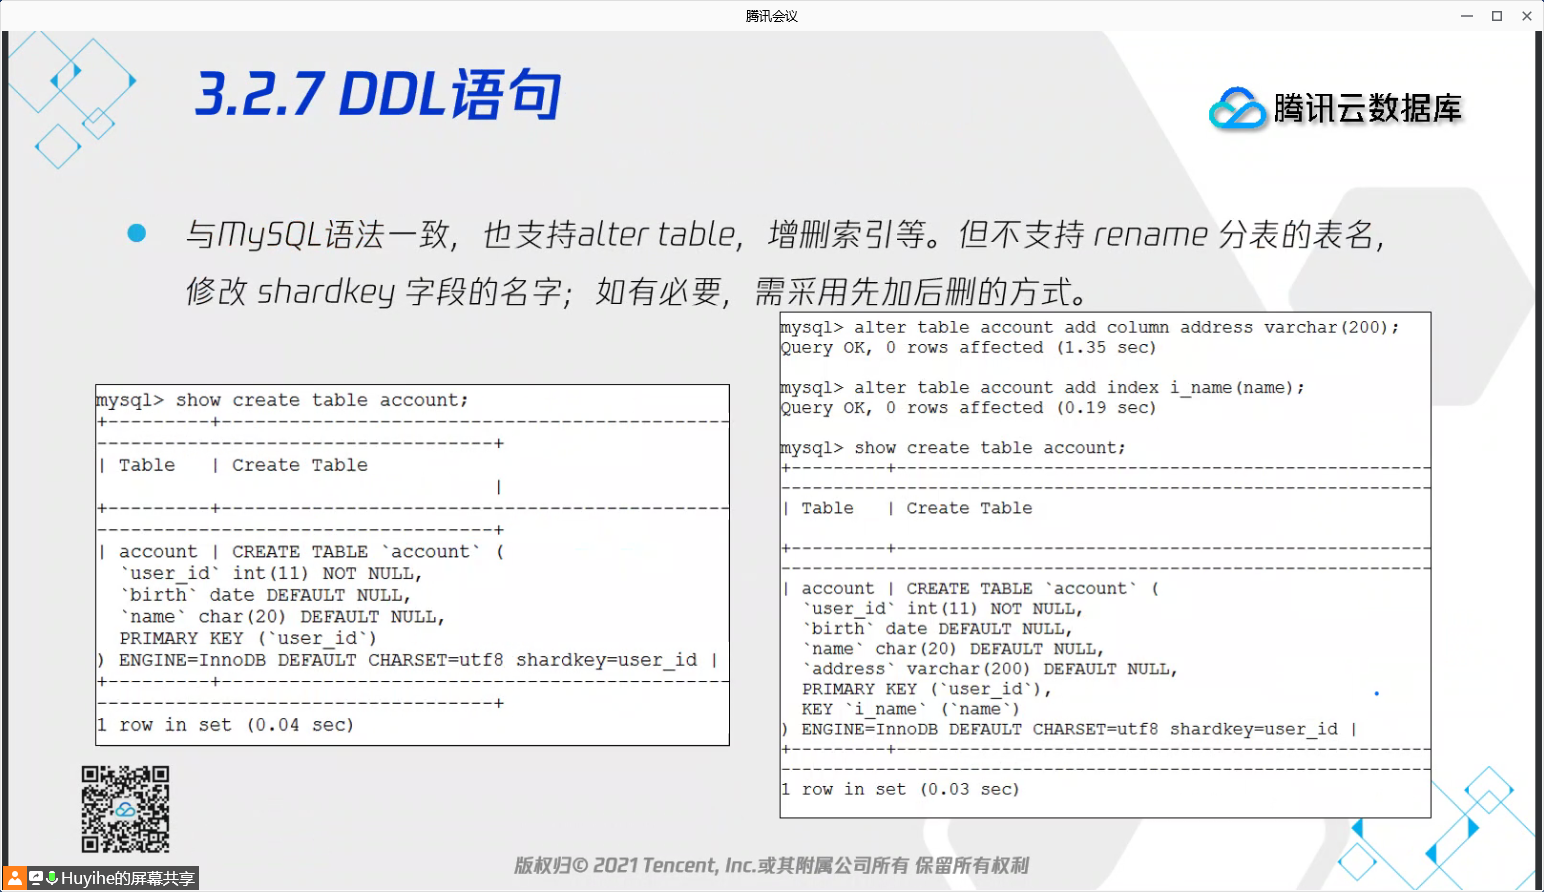 腾讯会议
3.2.7 DDL语句
腾讯云数据库
与MySQL语法一致，也支持alter table，增删索引等。但不支持 rename 分表的表名，
修改 shardkey 字段的名字；如有必要，需采用先加后删的方式。
mysql> show create table account;
+---------+---------------------------------------------
-----------------------------------+
| Table   | Create Table
|
+---------+---------------------------------------------
-----------------------------------+
| account | CREATE TABLE `account` (
`user_id` int(11) NOT NULL,
`birth` date DEFAULT NULL,
`name` char(20) DEFAULT NULL,
PRIMARY KEY (`user_id`)
) ENGINE=InnoDB DEFAULT CHARSET=utf8 shardkey=user_id |
+---------+---------------------------------------------
-----------------------------------+
1 row in set (0.04 sec)
mysql> alter table account add column address varchar(200);
Query OK, 0 rows affected (1.35 sec)
mysql> alter table account add index i_name(name);
Query OK, 0 rows affected (0.19 sec)
mysql> show create table account;
+---------+---------------------------------------------------
--------------------------------------------------------------
| Table   | Create Table
+---------+---------------------------------------------------
--------------------------------------------------------------
| account | CREATE TABLE `account` (
`user_id` int(11) NOT NULL,
`birth` date DEFAULT NULL,
`name` char(20) DEFAULT NULL,
`address` varchar(200) DEFAULT NULL,
PRIMARY KEY (`user_id`),
KEY `i_name` (`name`)
) ENGINE=InnoDB DEFAULT CHARSET=utf8 shardkey=user_id |
+---------+---------------------------------------------------
--------------------------------------------------------------
1 row in set (0.03 sec)
版权归© 2021 Tencent, Inc.或其附属公司所有 保留所有权利
Huyihe的屏幕共享